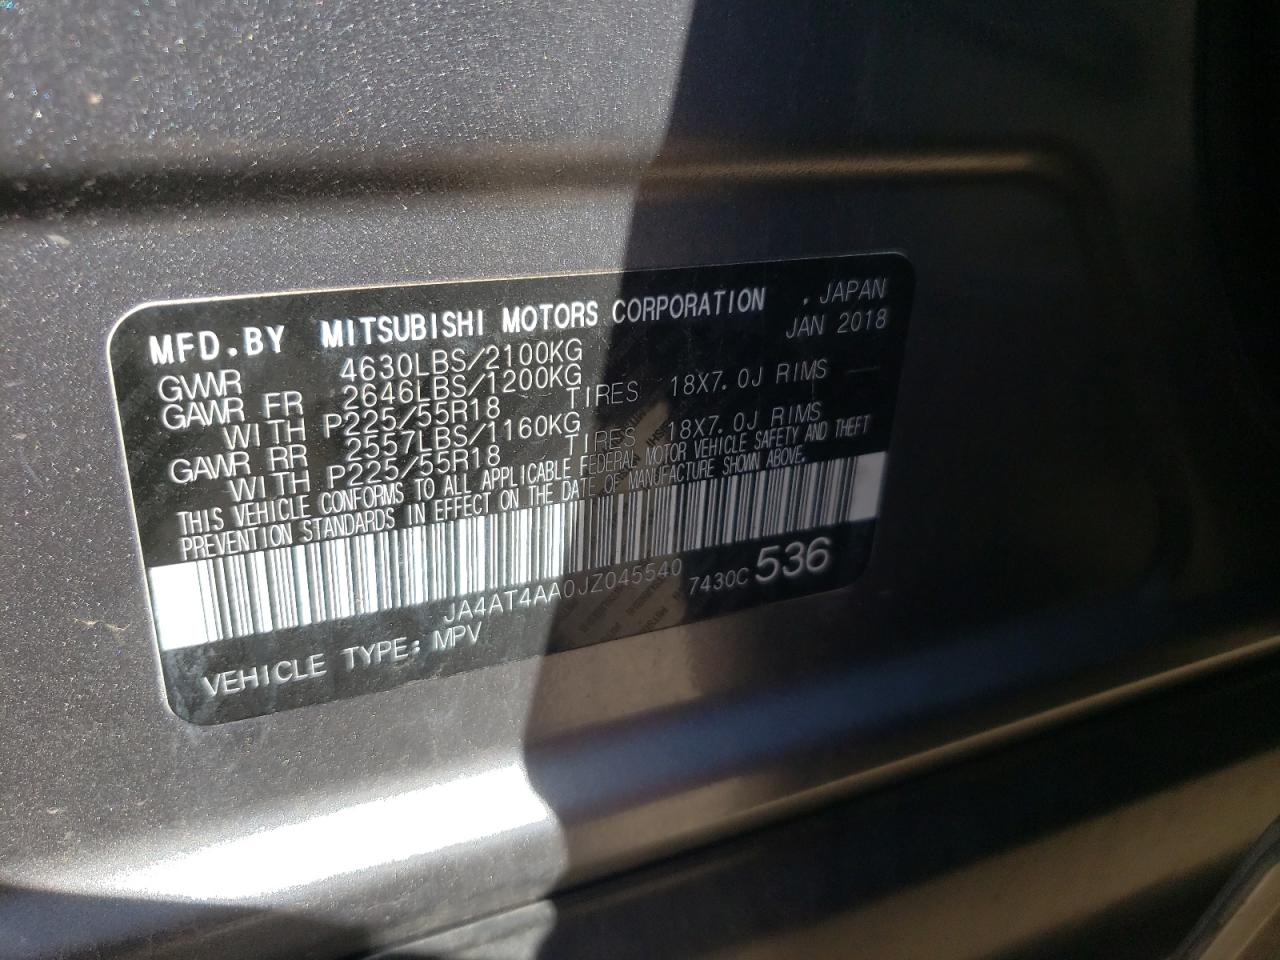 MFD.BY MITSUBISHI MOTORS CORPORATION . JAPAN
JAN 2018
GVWR 4630LBS/2100KG
GAWR FR 2646LBS/1200KG
WITH P225/55R18 TIRES 18X7.0J RIMS
GAWR RR 2557LBS/1160KG
WITH P225/55R18 TIRES 18X7.0J RIMS
THIS VEHICLE CONFORMS TO ALL APPLICABLE FEDERAL MOTOR VEHICLE SAFETY AND THEFT
PREVENTION STANDARDS IN EFFECT ON THE DATE OF MANUFACTURE SHOWN ABOVE.
JA4AT4AA0JZ045540 7430C 536
VEHICLE TYPE: MPV